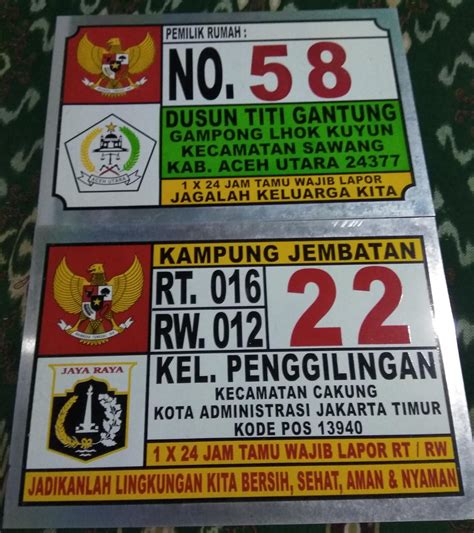 PEMILIK RUMAH :
NO. 58
DUSUN TITI GANTUNG
GAMPONG LHOK KUYUN
KECAMATAN SAWANG
KAB. ACEH UTARA 24377
ACEH UTARA
1 X 24 JAM TAMU WAJIB LAPOR
JAGALAH KELUARGA KITA
KAMPUNG JEMBATAN
RT. 016
RW. 012
22
JAYA RAYA
KEL. PENGGILINGAN
KECAMATAN CAKUNG
KOTA ADMINISTRASI JAKARTA TIMUR
KODE POS 13940
1 X 24 JAM TAMU WAJIB LAPOR RT / RW
JADIKANLAH LINGKUNGAN KITA BERSIH, SEHAT, AMAN & NYAMAN